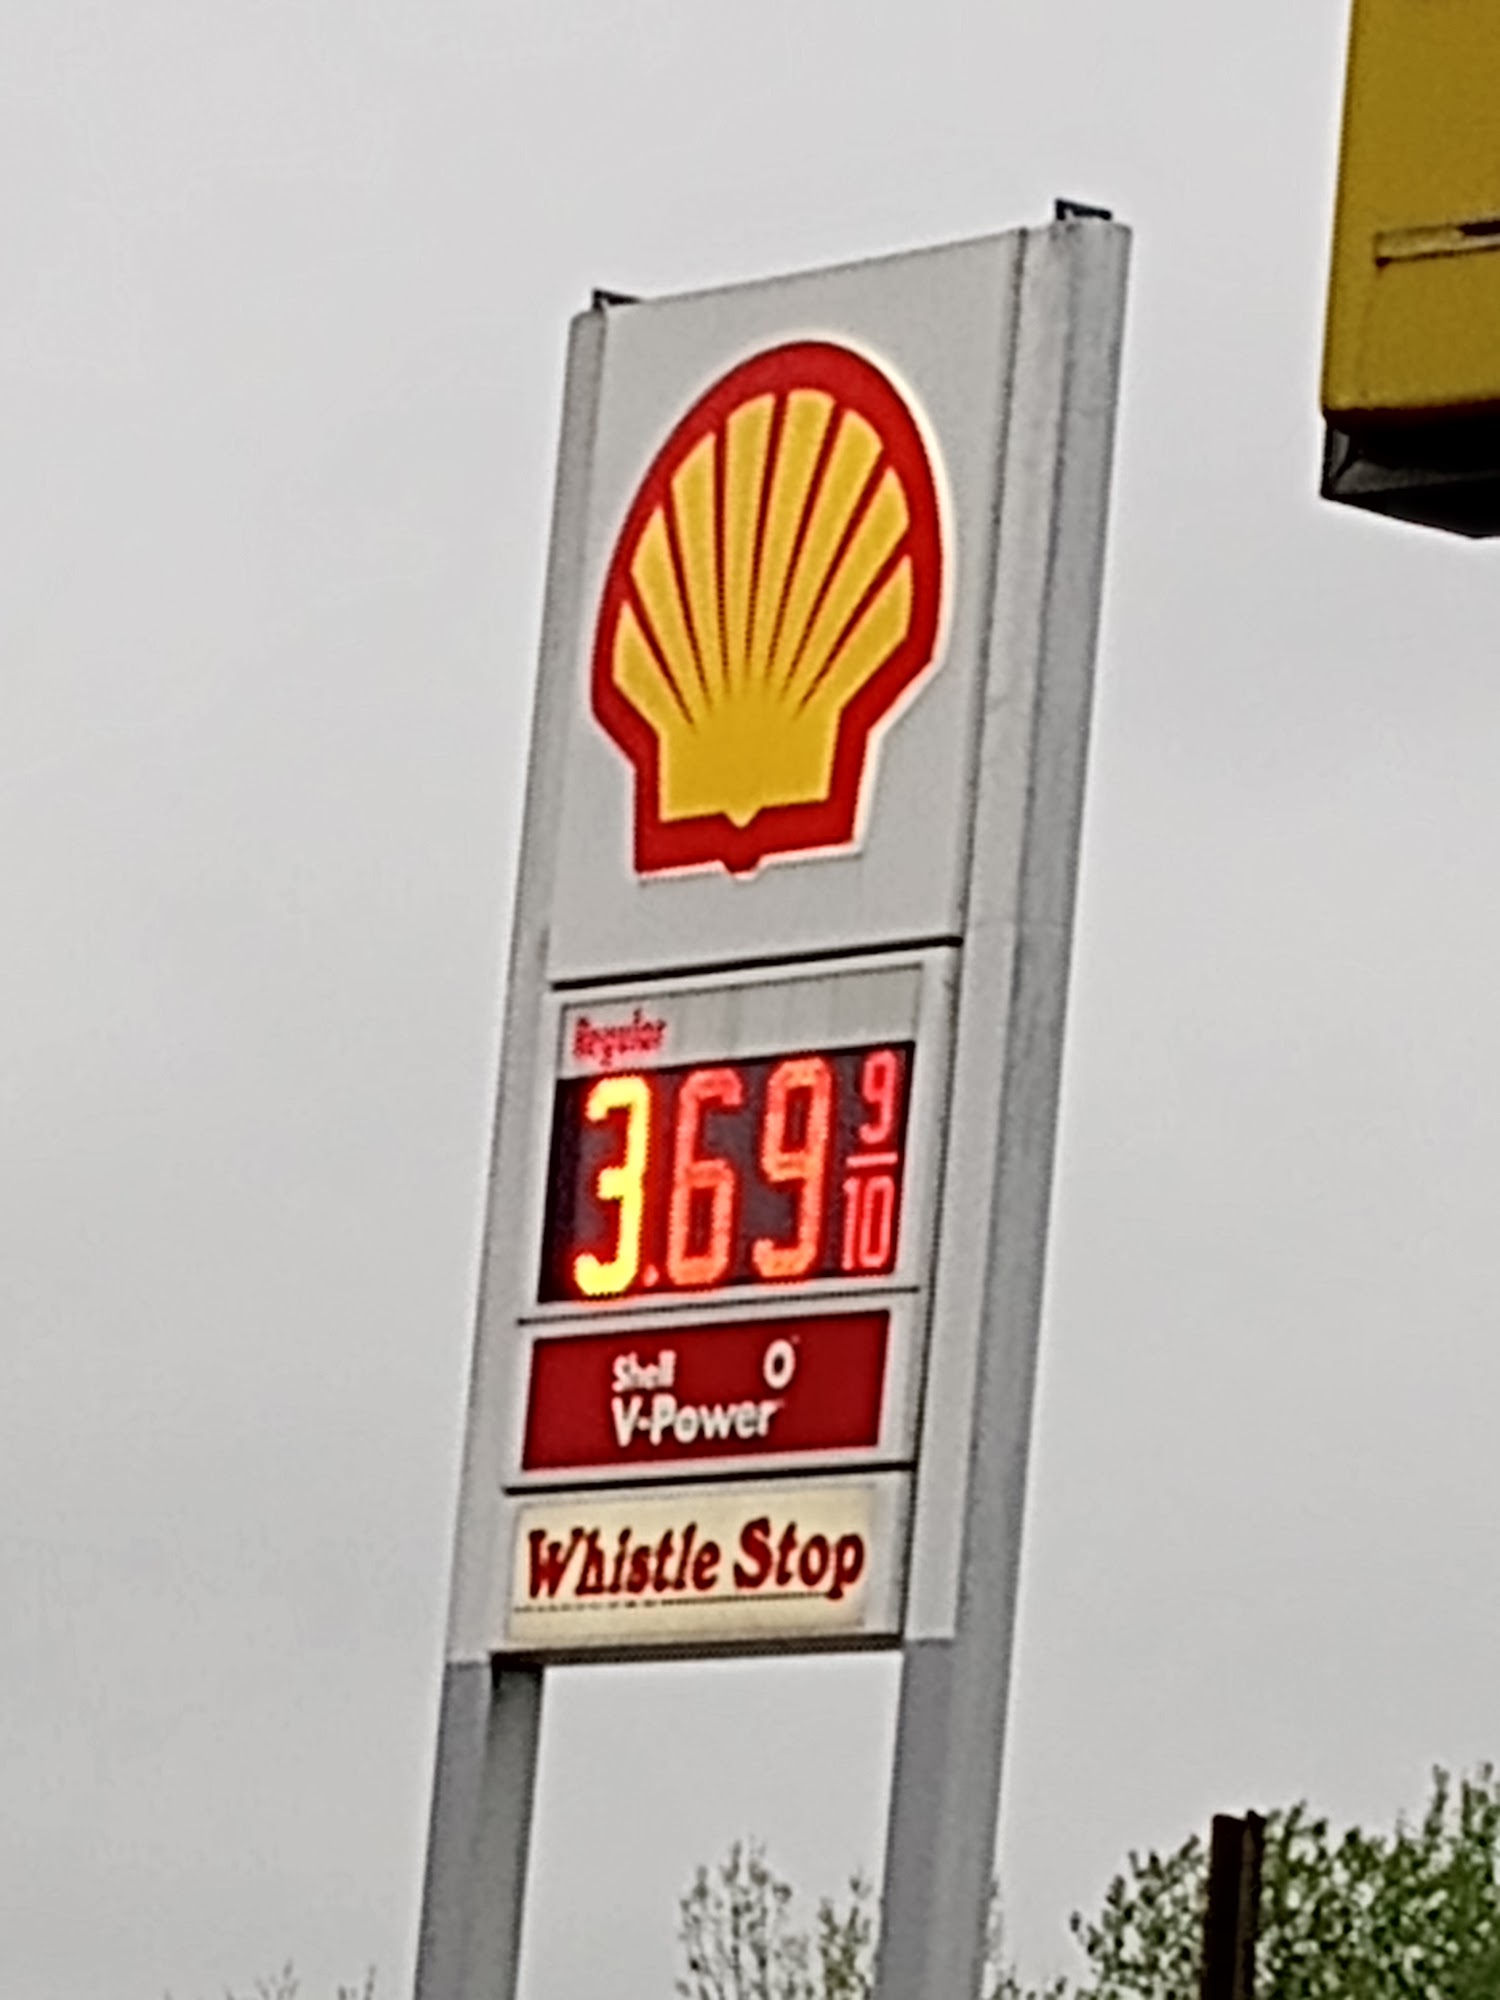 Regular
3.69 9/10
Shell
V-Power
Whistle Stop